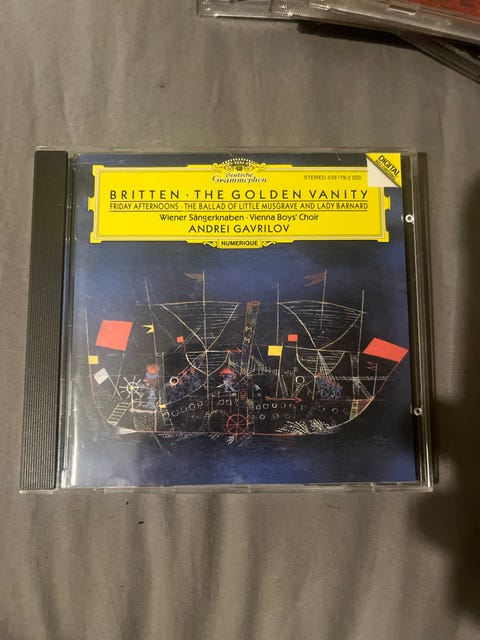 Deutsche
Grammophon
STEREO 439 778-2
DIGITAL
BRITTEN · THE GOLDEN VANITY
FRIDAY AFTERNOONS · THE BALLAD OF LITTLE MUSGRAVE AND LADY BARNARD
Wiener Sängerknaben · Vienna Boys' Choir
ANDREI GAVRILOV
NUMERIQUE